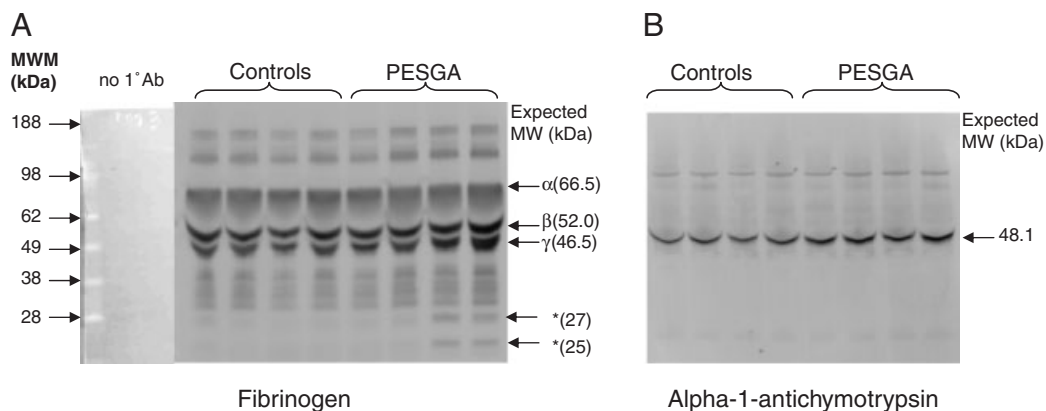 A
MWM
(kDa)
no 1°Ab
Controls
PESGA
Expected
MW (kDa)
188
98
62
49
38
28
α(66.5)
β(52.0)
γ(46.5)
*(27)
*(25)
Fibrinogen
B
Controls
PESGA
Expected
MW (kDa)
48.1
Alpha-1-antichymotrypsin